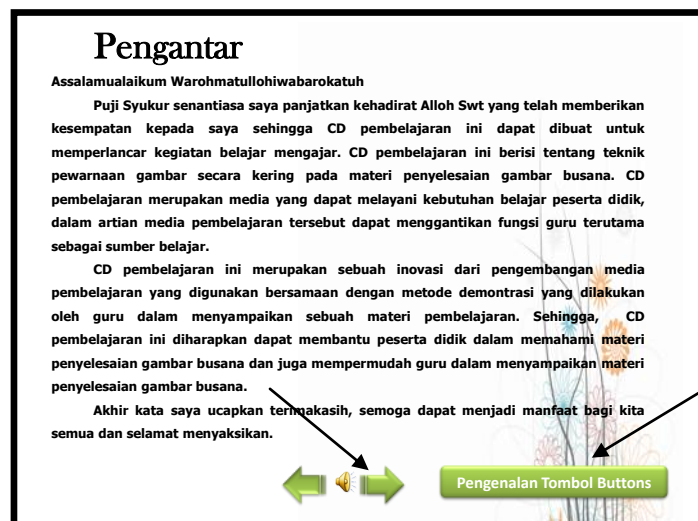 Pengantar
Assalamualaikum Warohmatullohiwabarokatuh
Puji Syukur senantiasa saya panjatkan kehadirat Alloh Swt yang telah memberikan
kesempatan kepada saya sehingga CD pembelajaran ini dapat dibuat untuk
memperlancar kegiatan belajar mengajar. CD pembelajaran ini berisi tentang teknik
pewarnaan gambar secara kering pada materi penyelesaian gambar busana. CD
pembelajaran merupakan media yang dapat melayani kebutuhan belajar peserta didik,
dalam artian media pembelajaran tersebut dapat menggantikan fungsi guru terutama
sebagai sumber belajar.
CD pembelajaran ini merupakan sebuah inovasi dari pengembangan media
pembelajaran yang digunakan bersamaan dengan metode demontrasi yang dilakukan
oleh guru dalam menyampaikan sebuah materi pembelajaran. Sehingga, CD
pembelajaran ini diharapkan dapat membantu peserta didik dalam memahami materi
penyelesaian gambar busana dan juga mempermudah guru dalam menyampaikan materi
penyelesaian gambar busana.
Akhir kata saya ucapkan terimakasih, semoga dapat menjadi manfaat bagi kita
semua dan selamat menyaksikan.
Pengenalan Tombol Buttons